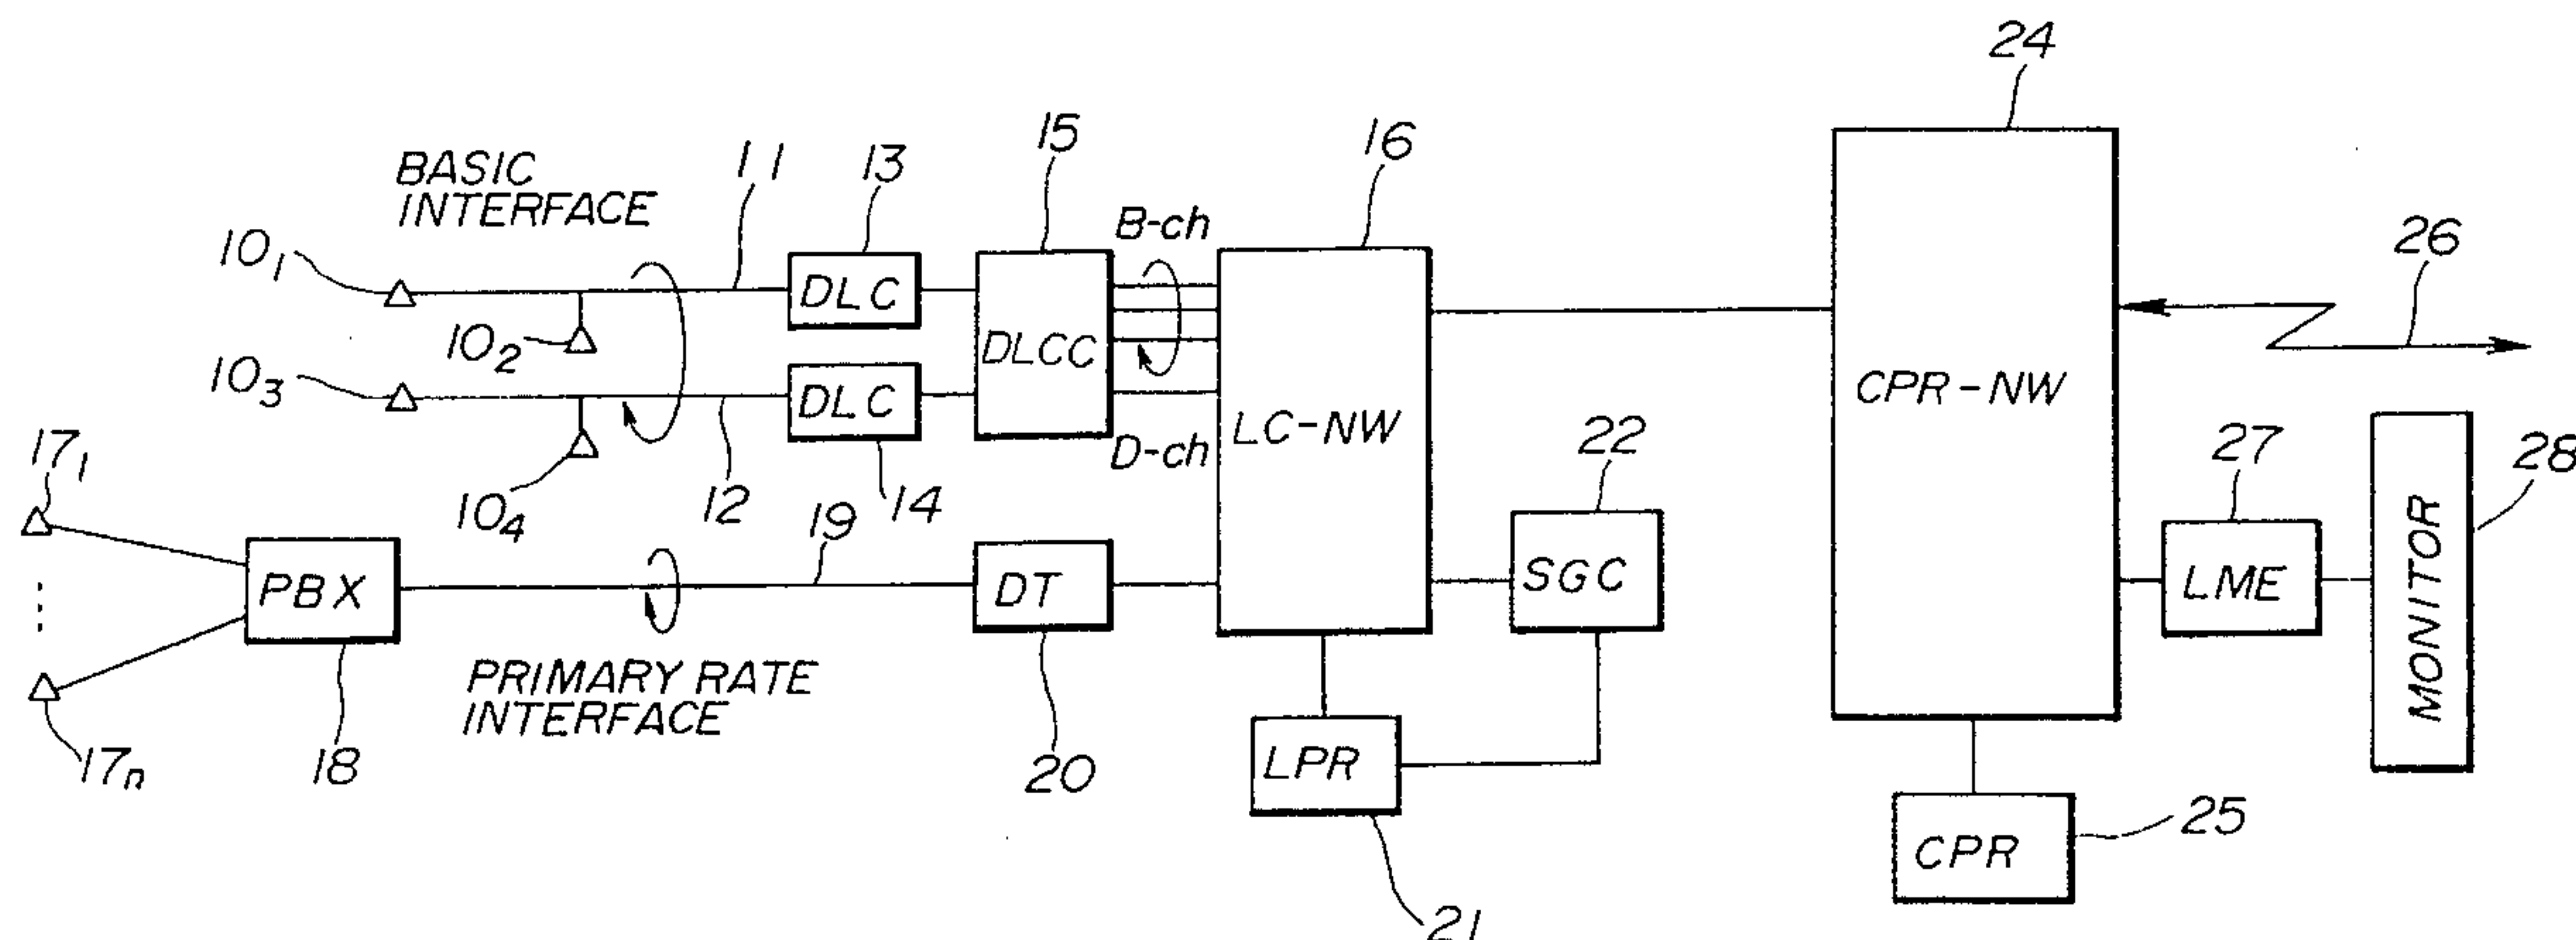 24
15
16
11
13
BASIC
INTERFACE
B-ch
26
10₁
DLC
10₂
DLCC
CPR-NW
10₃
DLC
LC-NW
22
27
28
17₁
D-ch
10₄
12
14
19
MONITOR
PBX
DT
SGC
LME
PRIMARY RATE
INTERFACE
17ₙ
18
20
LPR
25
CPR
21